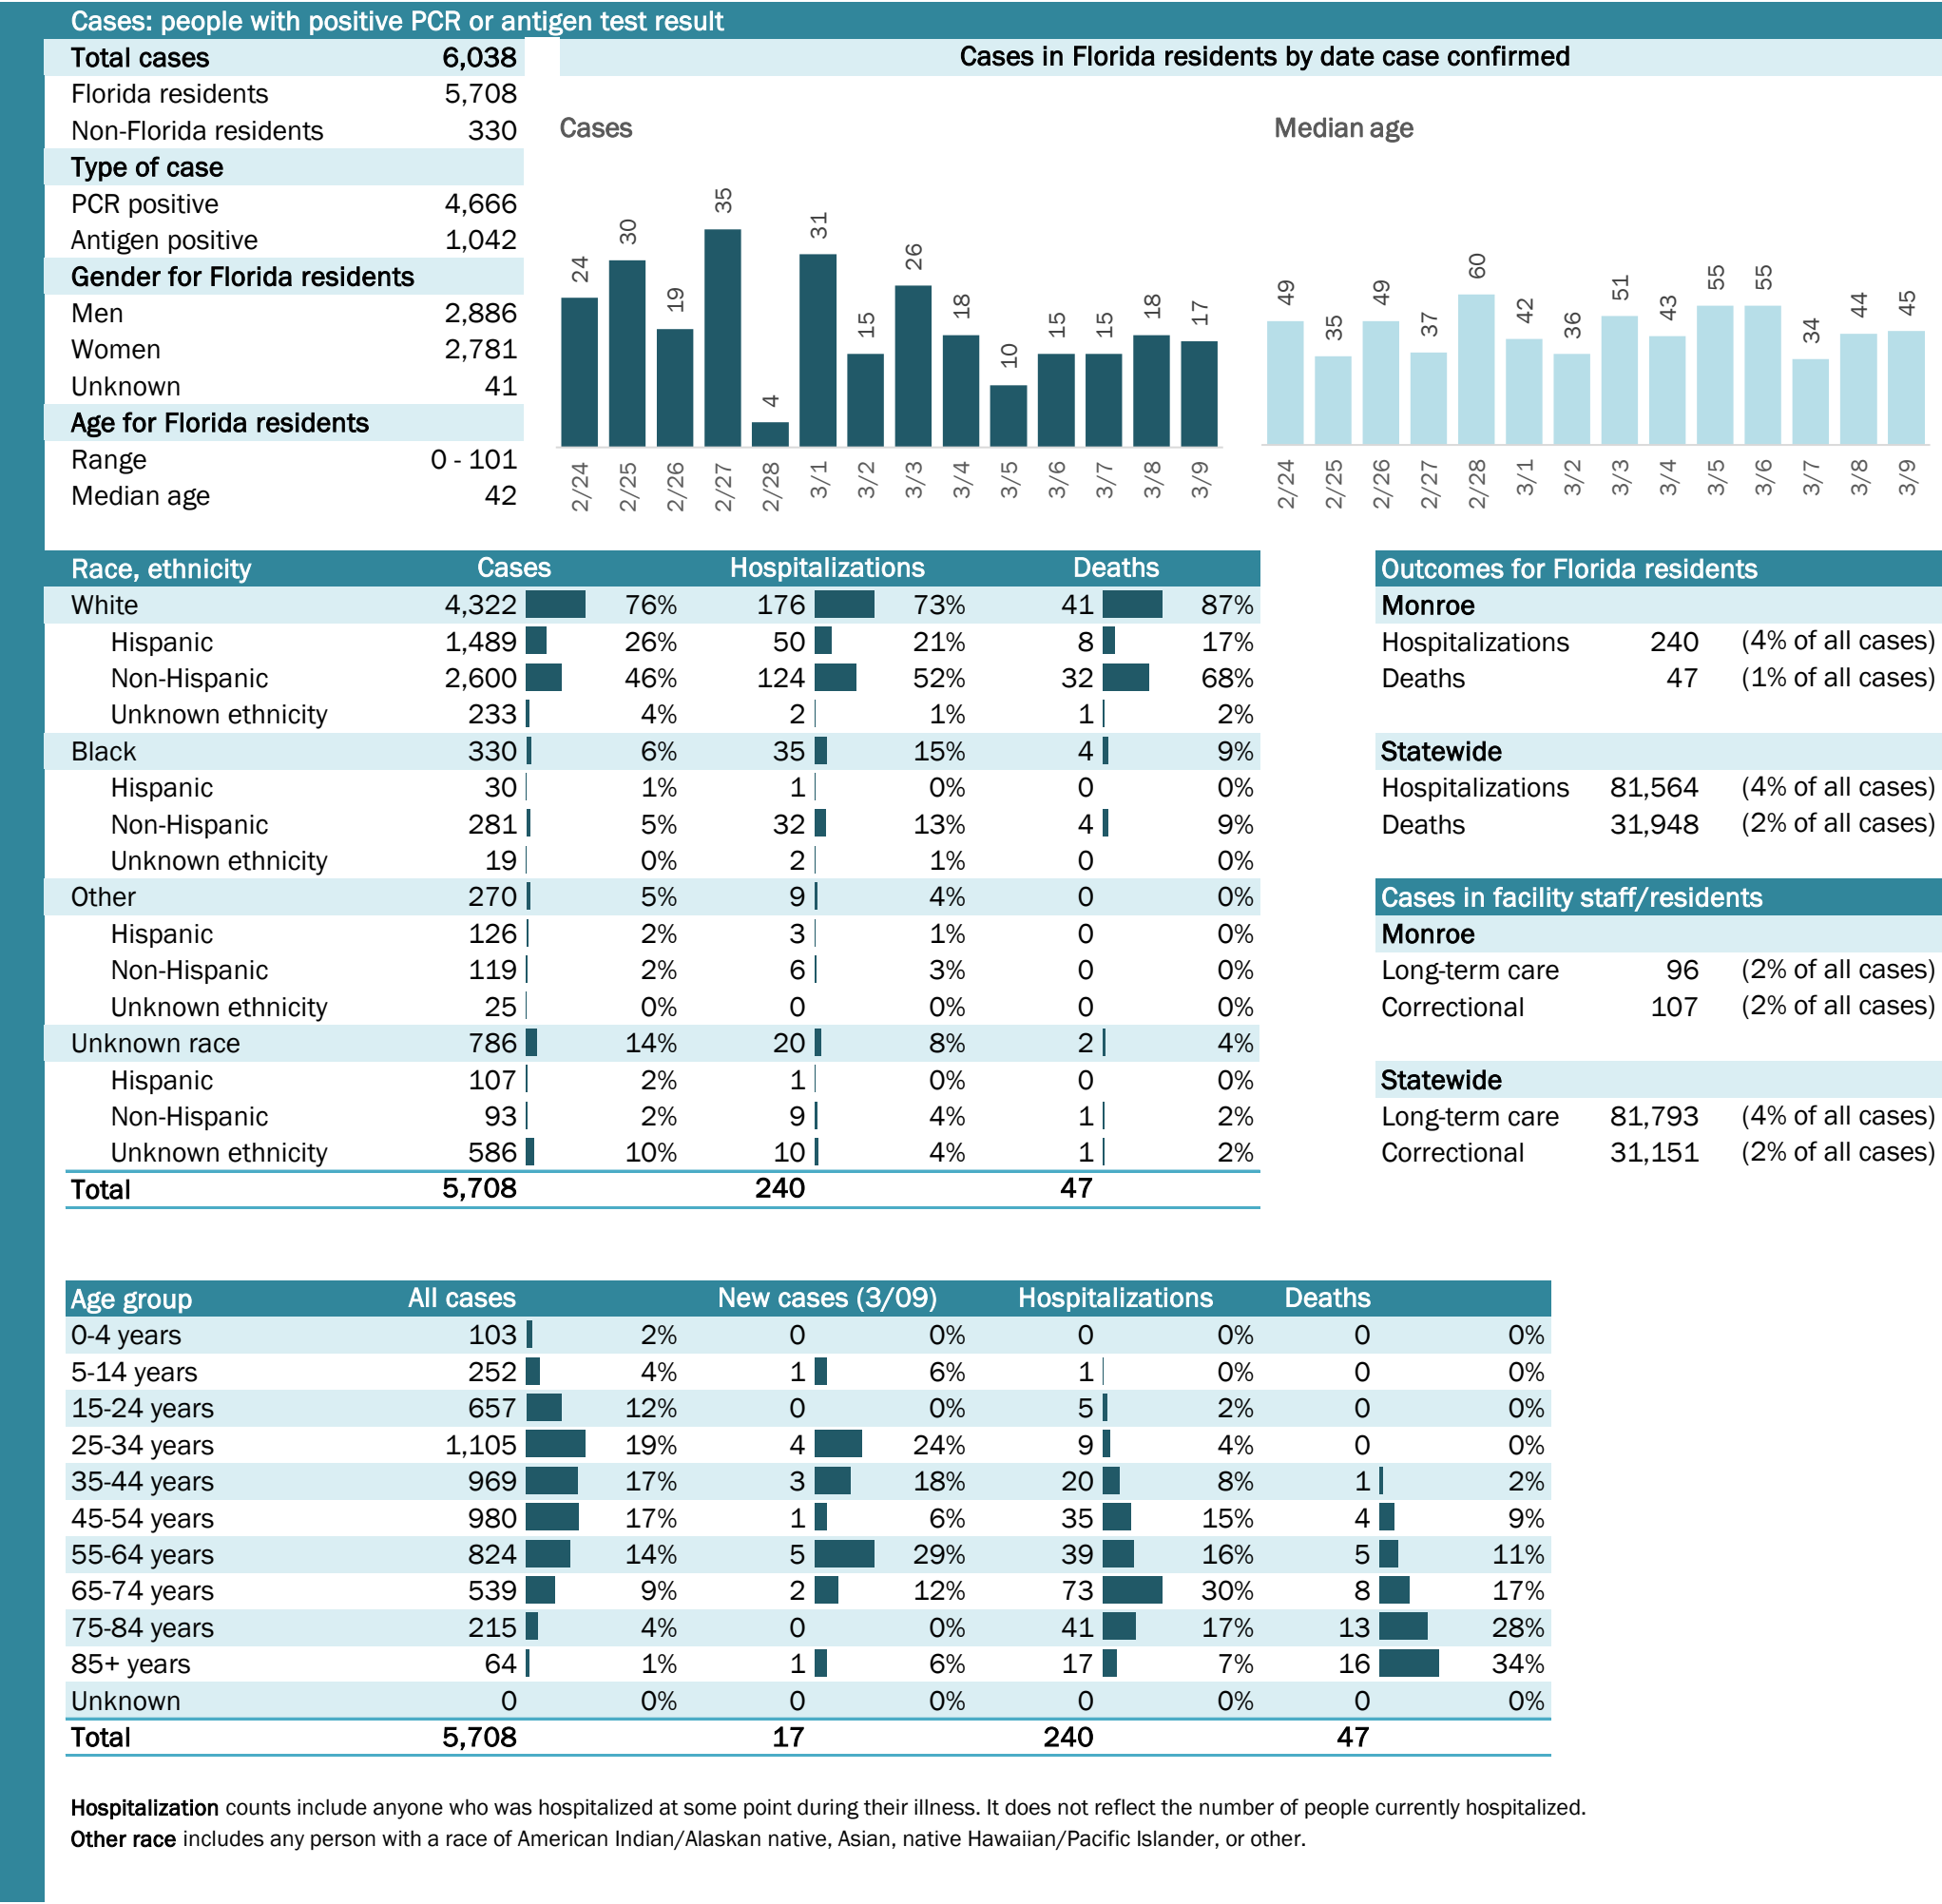 Cases: people with positive PCR or antigen test result
Total cases 6,038
Florida residents 5,708
Non-Florida residents 330
Type of case
PCR positive 4,666
Antigen positive 1,042
Gender for Florida residents
Men 2,886
Women 2,781
Unknown 41
Age for Florida residents
Range 0 - 101
Median age 42
Cases in Florida residents by date case confirmed
Cases
24 30 19 35 4 31 15 26 18 10 15 15 18 17
2/24 2/25 2/26 2/27 2/28 3/1 3/2 3/3 3/4 3/5 3/6 3/7 3/8 3/9
Median age
49 35 49 37 60 42 36 51 43 55 55 34 44 45
2/24 2/25 2/26 2/27 2/28 3/1 3/2 3/3 3/4 3/5 3/6 3/7 3/8 3/9
Race, ethnicity Cases Hospitalizations Deaths
White 4,322 76% 176 73% 41 87%
Hispanic 1,489 26% 50 21% 8 17%
Non-Hispanic 2,600 46% 124 52% 32 68%
Unknown ethnicity 233 4% 2 1% 1 2%
Black 330 6% 35 15% 4 9%
Hispanic 30 1% 1 0% 0 0%
Non-Hispanic 281 5% 32 13% 4 9%
Unknown ethnicity 19 0% 2 1% 0 0%
Other 270 5% 9 4% 0 0%
Hispanic 126 2% 3 1% 0 0%
Non-Hispanic 119 2% 6 3% 0 0%
Unknown ethnicity 25 0% 0 0% 0 0%
Unknown race 786 14% 20 8% 2 4%
Hispanic 107 2% 1 0% 0 0%
Non-Hispanic 93 2% 9 4% 1 2%
Unknown ethnicity 586 10% 10 4% 1 2%
Total 5,708 240 47
Outcomes for Florida residents
Monroe
Hospitalizations 240 (4% of all cases)
Deaths 47 (1% of all cases)
Statewide
Hospitalizations 81,564 (4% of all cases)
Deaths 31,948 (2% of all cases)
Cases in facility staff/residents
Monroe
Long-term care 96 (2% of all cases)
Correctional 107 (2% of all cases)
Statewide
Long-term care 81,793 (4% of all cases)
Correctional 31,151 (2% of all cases)
Age group All cases New cases (3/09) Hospitalizations Deaths
0-4 years 103 2% 0 0% 0 0% 0 0%
5-14 years 252 4% 1 6% 1 0% 0 0%
15-24 years 657 12% 0 0% 5 2% 0 0%
25-34 years 1,105 19% 4 24% 9 4% 0 0%
35-44 years 969 17% 3 18% 20 8% 1 2%
45-54 years 980 17% 1 6% 35 15% 4 9%
55-64 years 824 14% 5 29% 39 16% 5 11%
65-74 years 539 9% 2 12% 73 30% 8 17%
75-84 years 215 4% 0 0% 41 17% 13 28%
85+ years 64 1% 1 6% 17 7% 16 34%
Unknown 0 0% 0 0% 0 0% 0 0%
Total 5,708 17 240 47
Hospitalization counts include anyone who was hospitalized at some point during their illness. It does not reflect the number of people currently hospitalized.
Other race includes any person with a race of American Indian/Alaskan native, Asian, native Hawaiian/Pacific Islander, or other.